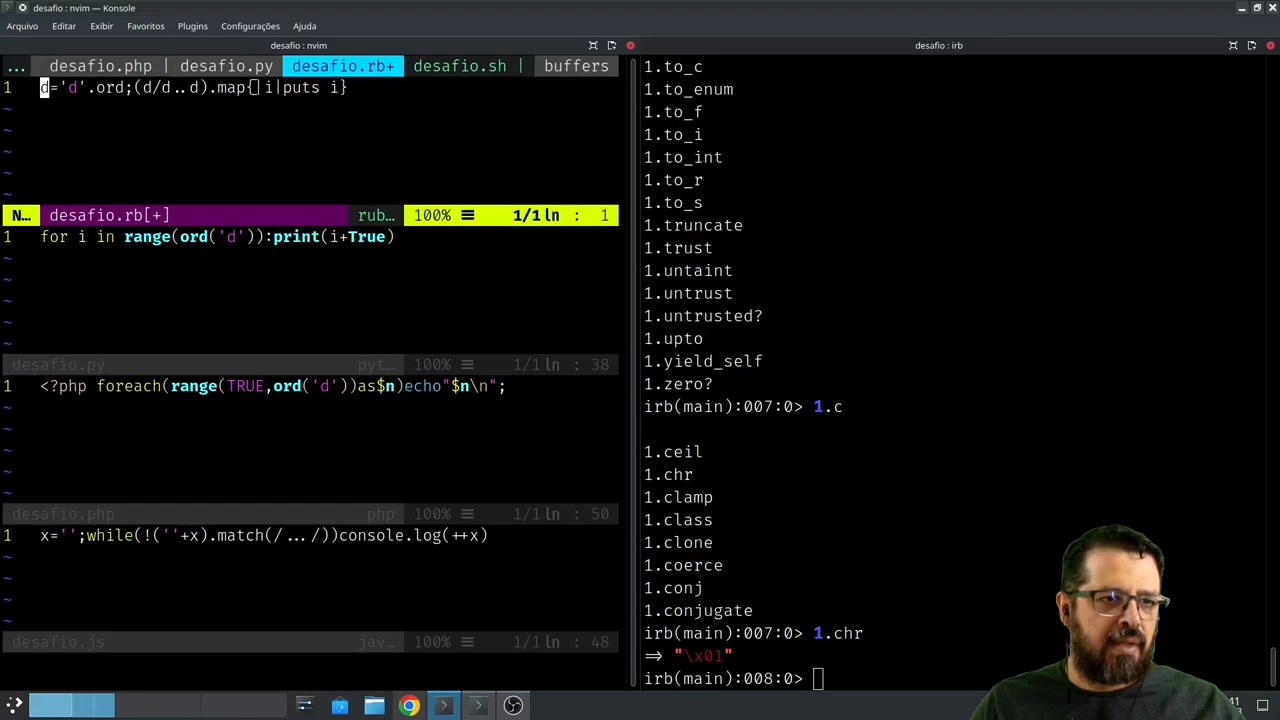 desafio : nvim — Konsole
Arquivo Editar Exibir Favoritos Plugins Configurações Ajuda
desafio : nvim
... desafio.php | desafio.py desafio.rb+ desafio.sh | buffers
1 d='d'.ord;(d/d..d).map{|i|puts i}
~
~
~
~
N… desafio.rb[+] rub… 100% ≡ 1/1 ln : 1
1 for i in range(ord('d')):print(i+True)
~
~
~
~
~
desafio.py pyt… 100% ≡ 1/1 ln : 38
1 <?php foreach(range(TRUE,ord('d'))as$n)echo"$n\n";
~
~
~
~
~
desafio.php php 100% ≡ 1/1 ln : 50
1 x='';while(!(''+x).match(/.../))console.log(++x)
~
~
~
~
desafio.js jav… 100% ≡ 1/1 ln : 48
desafio : irb
1.to_c
1.to_enum
1.to_f
1.to_i
1.to_int
1.to_r
1.to_s
1.truncate
1.trust
1.untaint
1.untrust
1.untrusted?
1.upto
1.yield_self
1.zero?
irb(main):007:0> 1.c
1.ceil
1.chr
1.clamp
1.class
1.clone
1.coerce
1.conj
1.conjugate
irb(main):007:0> 1.chr
=> "\x01"
irb(main):008:0>